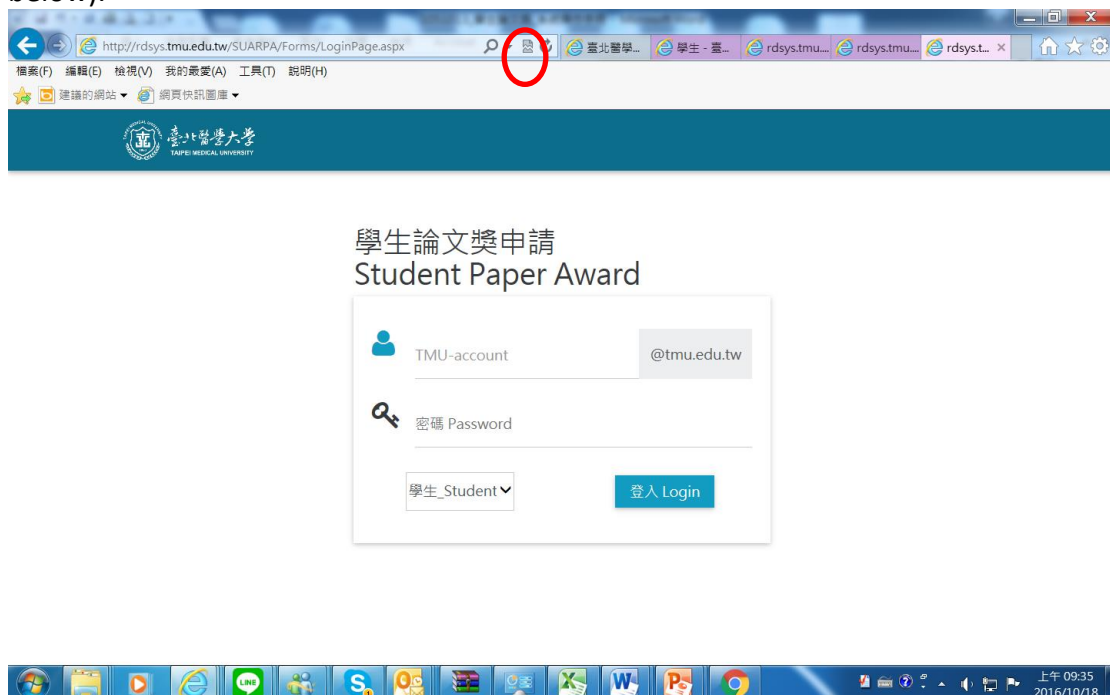 below).
http://rdsys.tmu.edu.tw/SUARPA/Forms/LoginPage.aspx
臺北醫學...
學生 - 臺...
rdsys.tmu....
rdsys.tmu....
rdsys.t...
檔案(F) 編輯(E) 檢視(V) 我的最愛(A) 工具(T) 說明(H)
建議的網站 網頁快訊圖庫
臺北醫學大學
TAIPEI MEDICAL UNIVERSITY
學生論文獎申請
Student Paper Award
TMU-account @tmu.edu.tw
密碼 Password
學生_Student 登入 Login
上午 09:35
2016/10/18